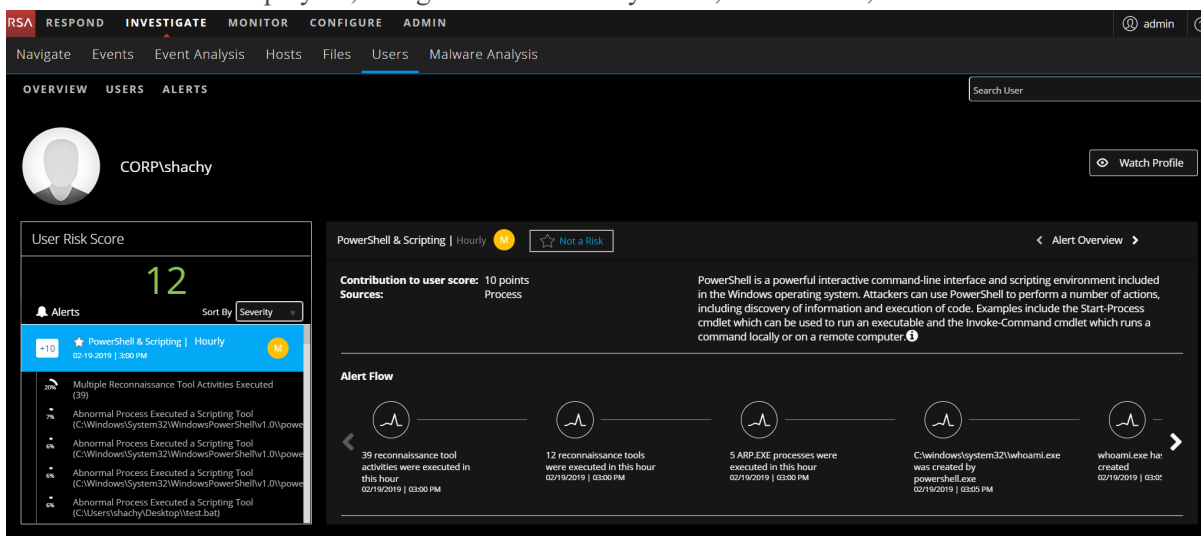 RSA RESPOND INVESTIGATE MONITOR CONFIGURE ADMIN admin
Navigate Events Event Analysis Hosts Files Users Malware Analysis
OVERVIEW USERS ALERTS Search User
CORP\shachy Watch Profile
User Risk Score
12
Alerts Sort By Severity
+10 PowerShell & Scripting | Hourly M
02-19-2019 | 3:00 PM
20% Multiple Reconnaissance Tool Activities Executed
(39)
7% Abnormal Process Executed a Scripting Tool
(C:\Windows\System32\WindowsPowerShell\v1.0\\powe
6% Abnormal Process Executed a Scripting Tool
(C:\Windows\System32\WindowsPowerShell\v1.0\\powe
6% Abnormal Process Executed a Scripting Tool
(C:\Windows\System32\WindowsPowerShell\v1.0\\powe
6% Abnormal Process Executed a Scripting Tool
(C:\Users\shachy\Desktop\\test.bat)
PowerShell & Scripting | Hourly M Not a Risk Alert Overview
Contribution to user score: 10 points
Sources: Process
PowerShell is a powerful interactive command-line interface and scripting environment included
in the Windows operating system. Attackers can use PowerShell to perform a number of actions,
including discovery of information and execution of code. Examples include the Start-Process
cmdlet which can be used to run an executable and the Invoke-Command cmdlet which runs a
command locally or on a remote computer.
Alert Flow
39 reconnaissance tool
activities were executed in
this hour
02/19/2019 | 03:00 PM
12 reconnaissance tools
were executed in this hour
02/19/2019 | 03:00 PM
5 ARP.EXE processes were
executed in this hour
02/19/2019 | 03:00 PM
C:\windows\system32\\whoami.exe
was created by
powershell.exe
02/19/2019 | 03:05 PM
whoami.exe has
created
02/19/2019 | 03:05